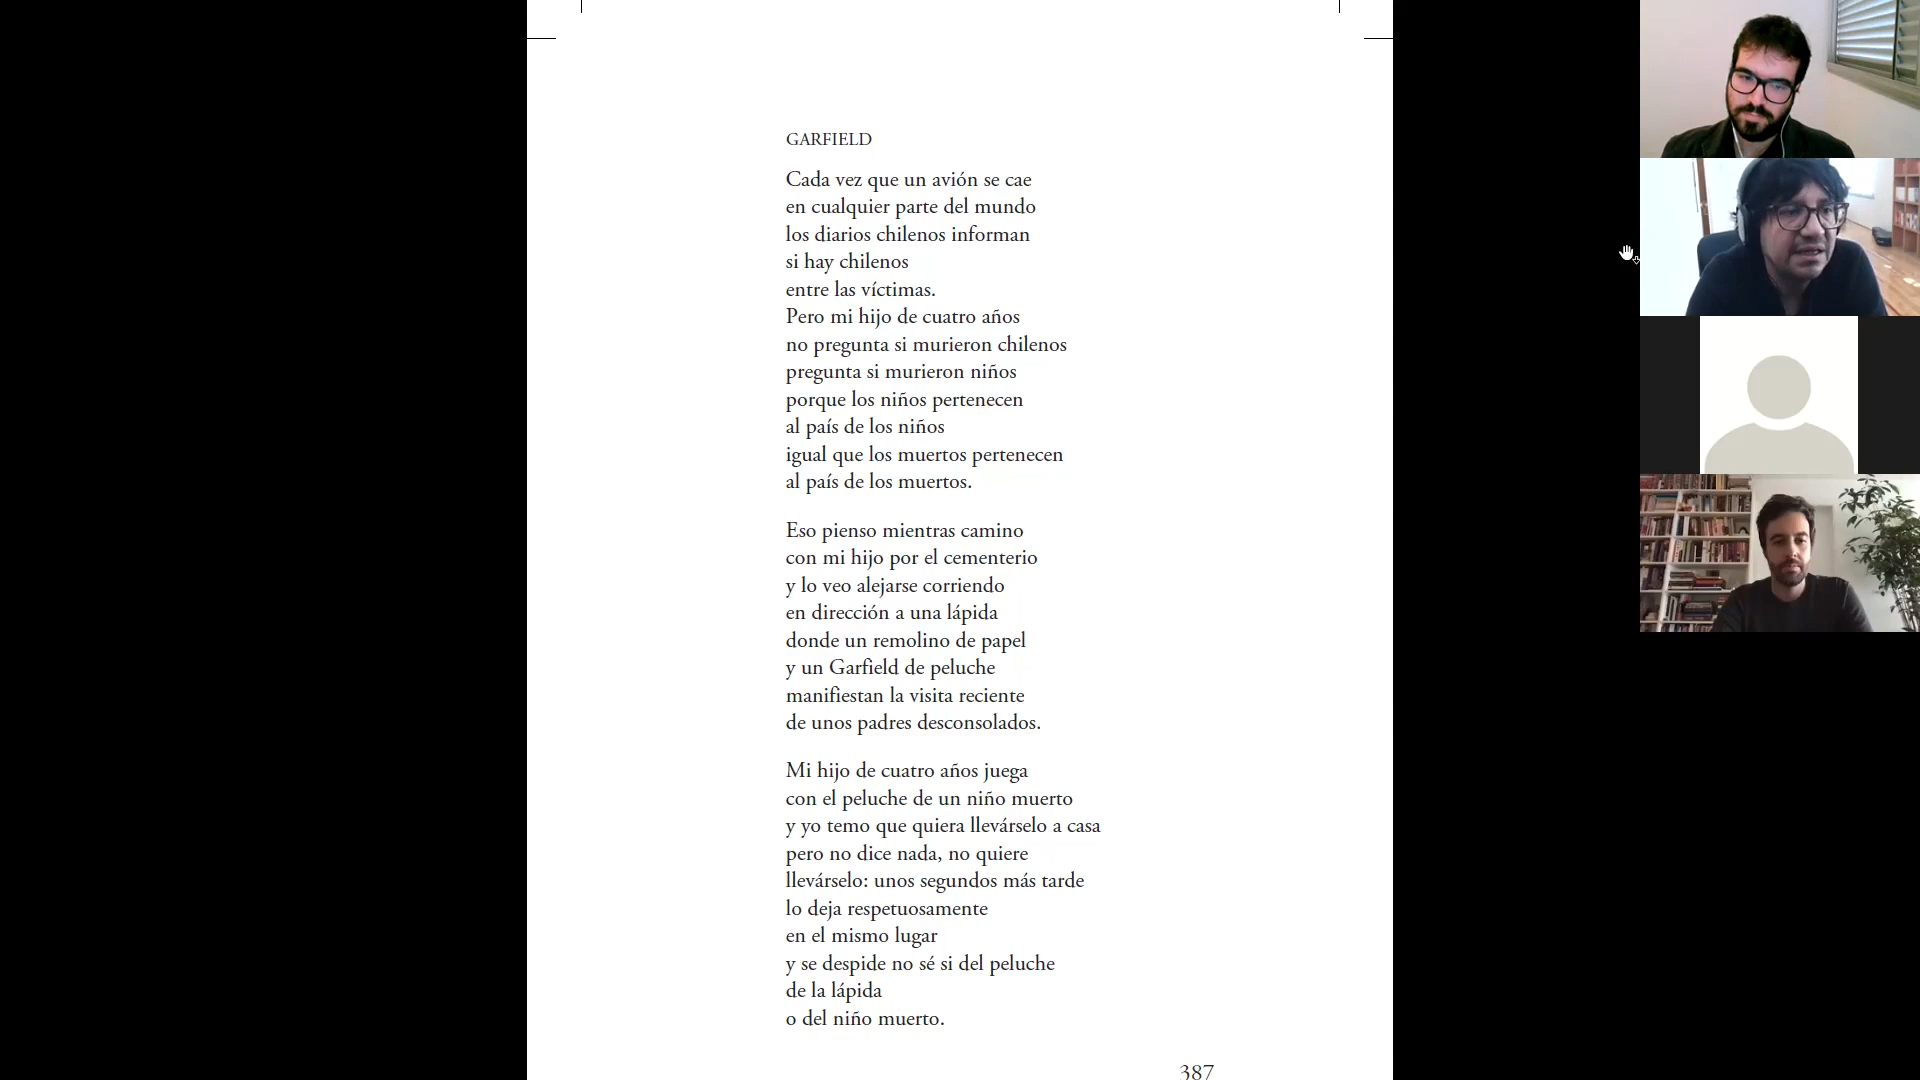 GARFIELD
Cada vez que un avión se cae
en cualquier parte del mundo
los diarios chilenos informan
si hay chilenos
entre las víctimas.
Pero mi hijo de cuatro años
no pregunta si murieron chilenos
pregunta si murieron niños
porque los niños pertenecen
al país de los niños
igual que los muertos pertenecen
al país de los muertos.
Eso pienso mientras camino
con mi hijo por el cementerio
y lo veo alejarse corriendo
en dirección a una lápida
donde un remolino de papel
y un Garfield de peluche
manifiestan la visita reciente
de unos padres desconsolados.
Mi hijo de cuatro años juega
con el peluche de un niño muerto
y yo temo que quiera llevárselo a casa
pero no dice nada, no quiere
llevárselo: unos segundos más tarde
lo deja respetuosamente
en el mismo lugar
y se despide no sé si del peluche
de la lápida
o del niño muerto.
387